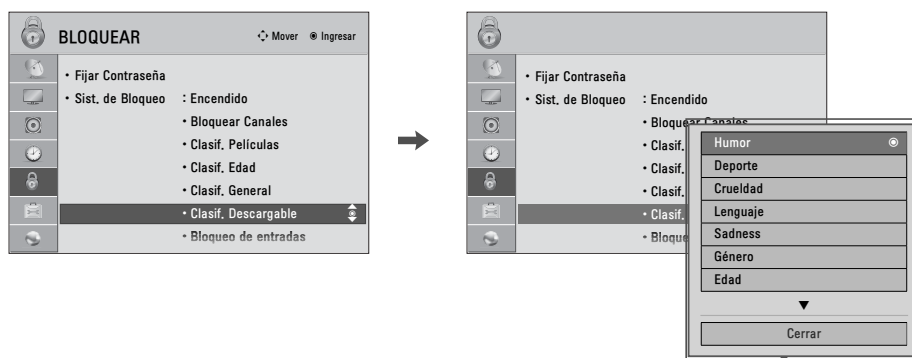 BLOQUEAR
Mover Ingresar
• Fijar Contraseña
• Sist. de Bloqueo : Encendido
• Bloquear Canales
• Clasif. Películas
• Clasif. Edad
• Clasif. General
• Clasif. Descargable
• Bloqueo de entradas
• Fijar Contraseña
• Sist. de Bloqueo : Encendido
• Bloquear Canales
• Clasif.
• Clasif.
• Clasif.
• Clasif.
• Bloque
Humor
Deporte
Crueldad
Lenguaje
Sadness
Género
Edad
Cerrar